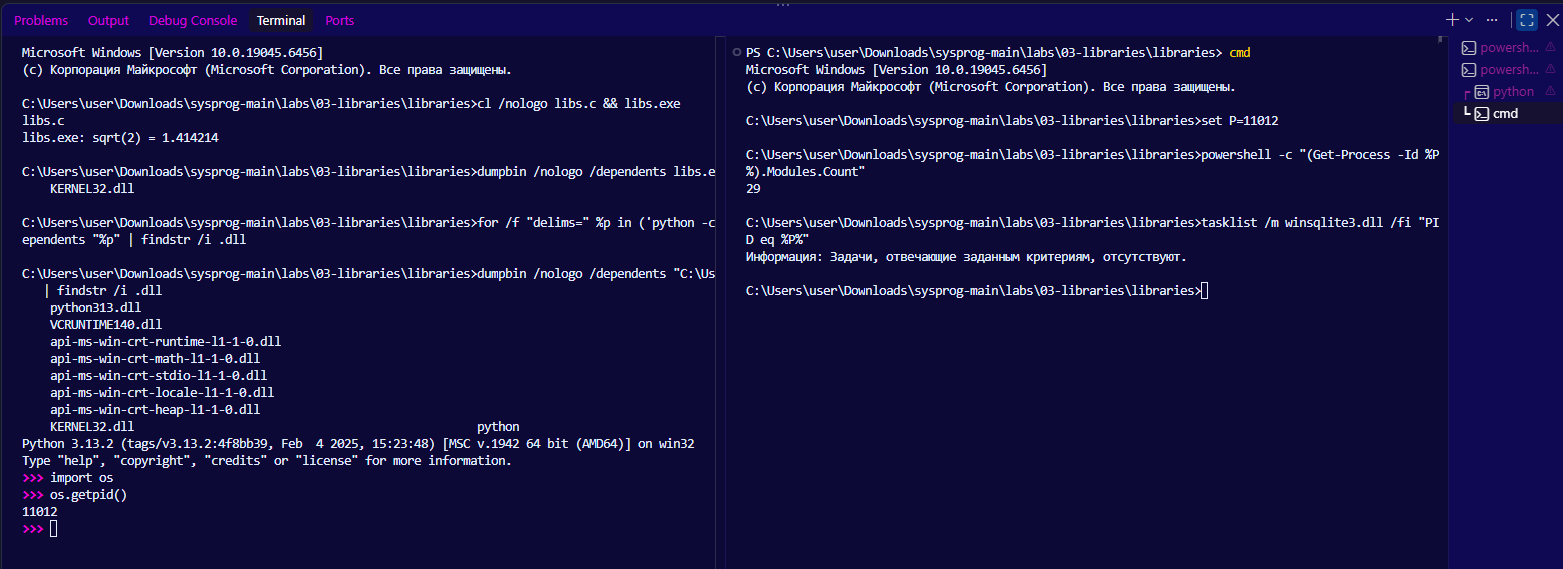 Problems Output Debug Console Terminal Ports
Microsoft Windows [Version 10.0.19045.6456]
(c) Корпорация Майкрософт (Microsoft Corporation). Все права защищены.
C:\Users\user\Downloads\sysprog-main\labs\03-libraries\libraries>cl /nologo libs.c && libs.exe
libs.c
libs.exe: sqrt(2) = 1.414214
C:\Users\user\Downloads\sysprog-main\labs\03-libraries\libraries>dumpbin /nologo /dependents libs.e
KERNEL32.dll
C:\Users\user\Downloads\sysprog-main\labs\03-libraries\libraries>for /f "delims=" %p in ('python -c
ependents "%p" | findstr /i .dll
C:\Users\user\Downloads\sysprog-main\labs\03-libraries\libraries>dumpbin /nologo /dependents "C:\Us
| findstr /i .dll
python313.dll
VCRUNTIME140.dll
api-ms-win-crt-runtime-l1-1-0.dll
api-ms-win-crt-math-l1-1-0.dll
api-ms-win-crt-stdio-l1-1-0.dll
api-ms-win-crt-locale-l1-1-0.dll
api-ms-win-crt-heap-l1-1-0.dll
KERNEL32.dll python
Python 3.13.2 (tags/v3.13.2:4f8bb39, Feb  4 2025, 15:23:48) [MSC v.1942 64 bit (AMD64)] on win32
Type "help", "copyright", "credits" or "license" for more information.
>>> import os
>>> os.getpid()
11012
>>>
PS C:\Users\user\Downloads\sysprog-main\labs\03-libraries\libraries> cmd
Microsoft Windows [Version 10.0.19045.6456]
(c) Корпорация Майкрософт (Microsoft Corporation). Все права защищены.
C:\Users\user\Downloads\sysprog-main\labs\03-libraries\libraries>set P=11012
C:\Users\user\Downloads\sysprog-main\labs\03-libraries\libraries>powershell -c "(Get-Process -Id %P
%).Modules.Count"
29
C:\Users\user\Downloads\sysprog-main\labs\03-libraries\libraries>tasklist /m winsqlite3.dll /fi "PI
D eq %P%"
Информация: Задачи, отвечающие заданным критериям, отсутствуют.
C:\Users\user\Downloads\sysprog-main\labs\03-libraries\libraries>
powersh...
powersh...
python
cmd